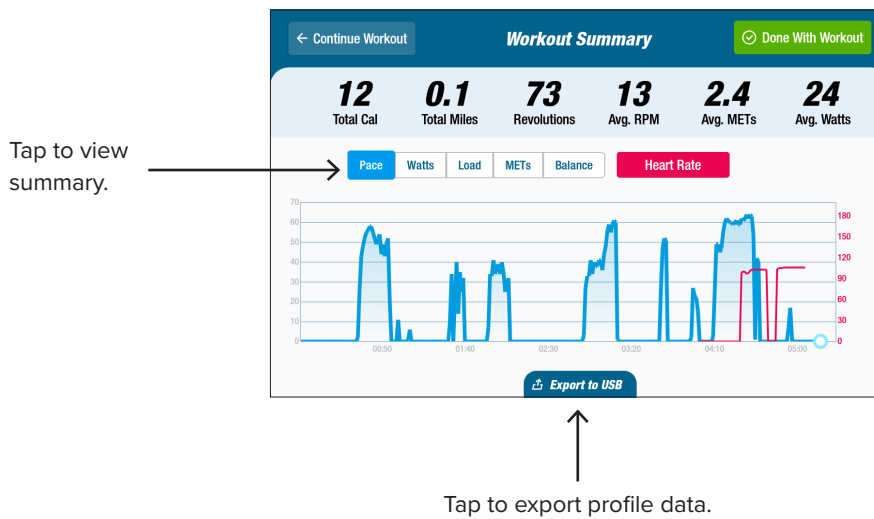 ← Continue Workout
Workout Summary
Done With Workout
12 0.1 73 13 2.4 24
Total Cal Total Miles Revolutions Avg. RPM Avg. METs Avg. Watts
Tap to view
summary.
Pace Watts Load METs Balance Heart Rate
70
60
50
40
30
20
10
0
180
150
120
90
60
30
0
00:50 01:40 02:30 03:20 04:10 05:00
Export to USB
Tap to export profile data.